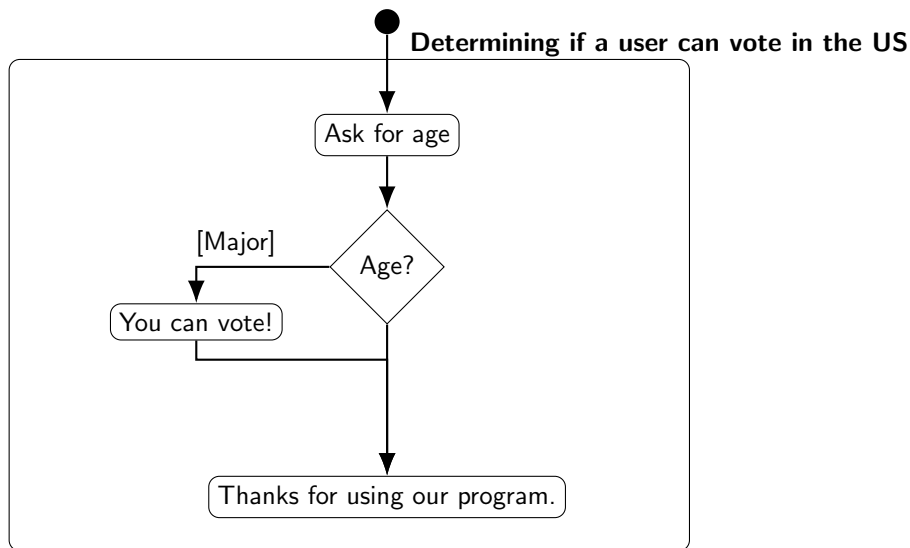 Determining if a user can vote in the US
Ask for age
Age?
[Major]
You can vote!
Thanks for using our program.